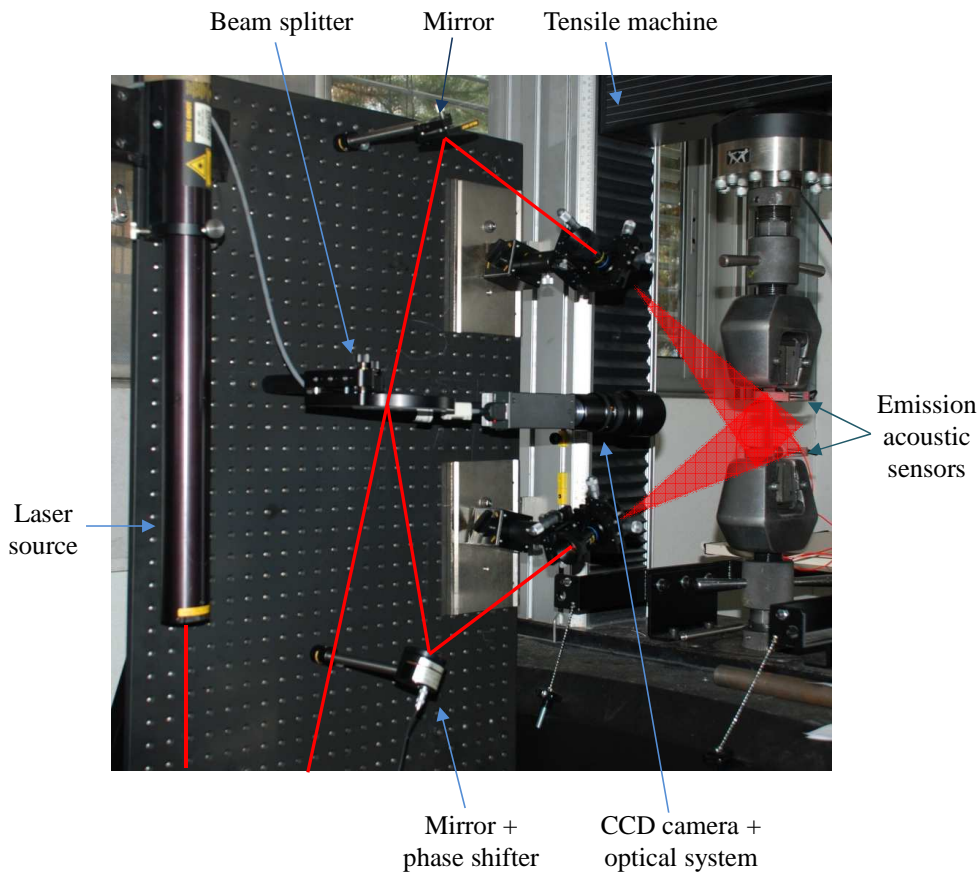 Beam splitter
Mirror
Tensile machine
Emission
acoustic
sensors
Laser
source
Mirror +
phase shifter
CCD camera +
optical system